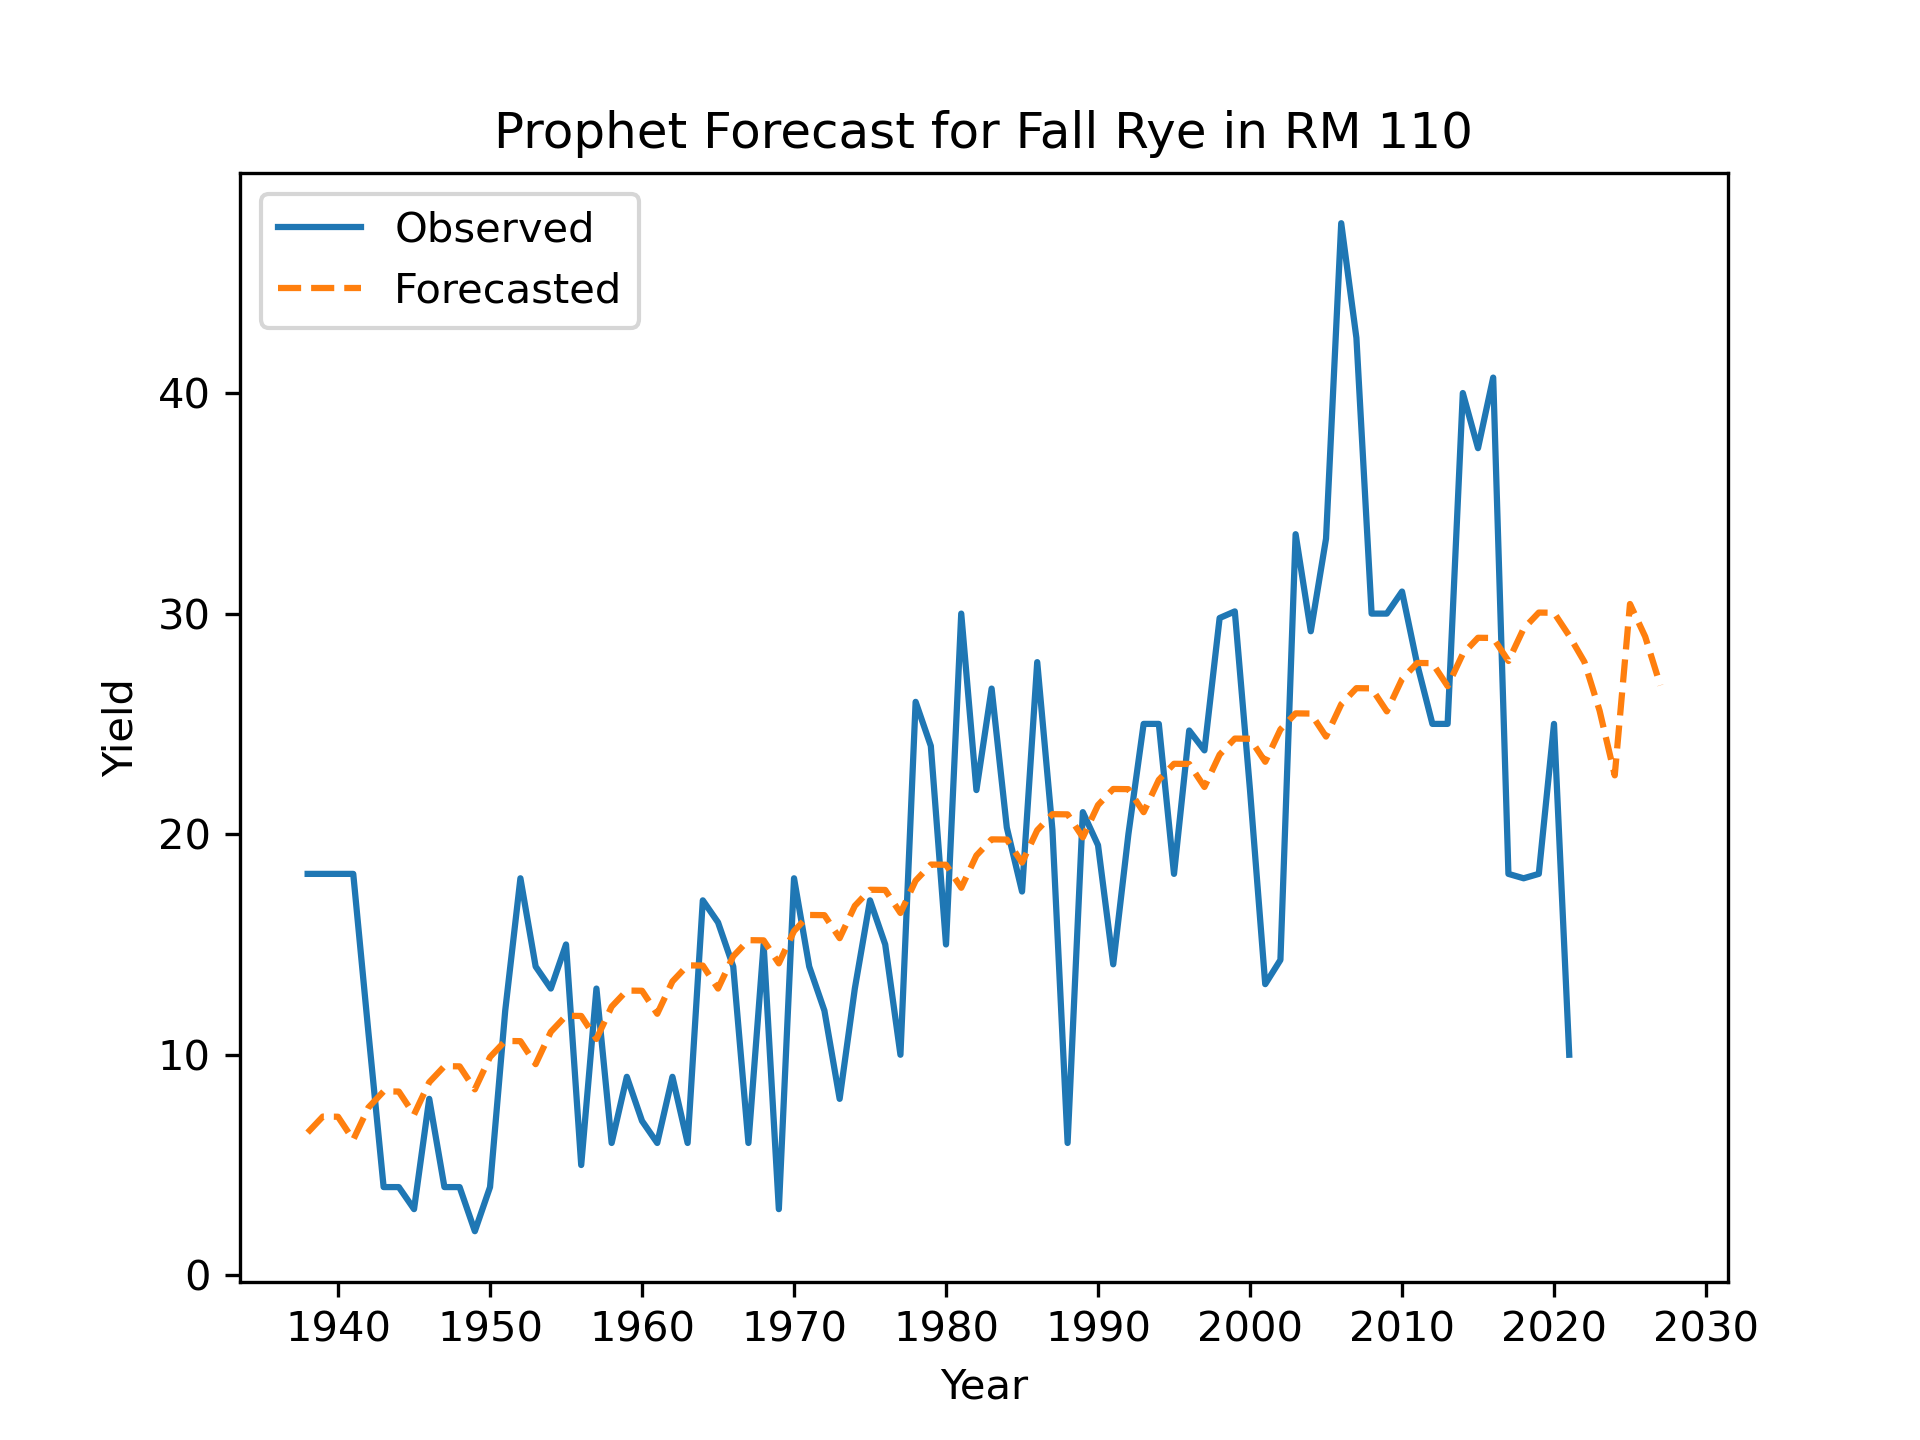 Prophet Forecast for Fall Rye in RM 110
Observed
Forecasted
40
30
20
10
0
Yield
1940 1950 1960 1970 1980 1990 2000 2010 2020 2030
Year